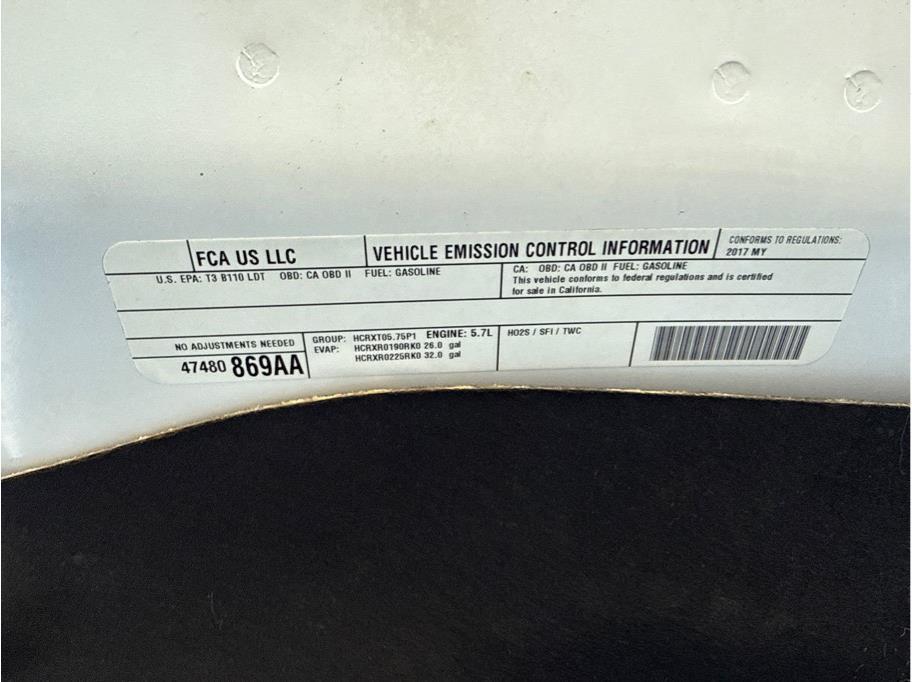 FCA US LLC
VEHICLE EMISSION CONTROL INFORMATION
CONFORMS TO REGULATIONS:
2017 MY
U.S. EPA: T3 B110 LDT OBD: CA OBD II FUEL: GASOLINE
CA: OBD: CA OBD II FUEL: GASOLINE
This vehicle conforms to federal regulations and is certified
for sale in California.
NO ADJUSTMENTS NEEDED
47480 869AA
GROUP: HCRXT05.75P1 ENGINE: 5.7L
EVAP: HCRXR0190RK0 26.0 gal
HCRXR0225RK0 32.0 gal
HO2S / SFI / TWC